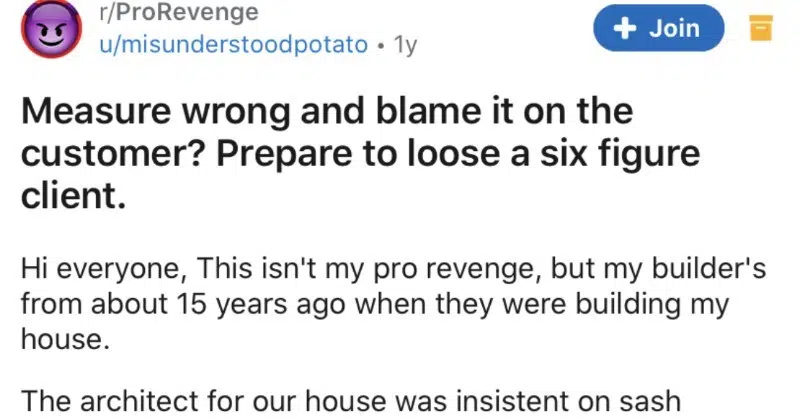 r/ProRevenge
u/misunderstoodpotato • 1y
+ Join
Measure wrong and blame it on the
customer? Prepare to loose a six figure
client.
Hi everyone, This isn't my pro revenge, but my builder's
from about 15 years ago when they were building my
house.
The architect for our house was insistent on sash